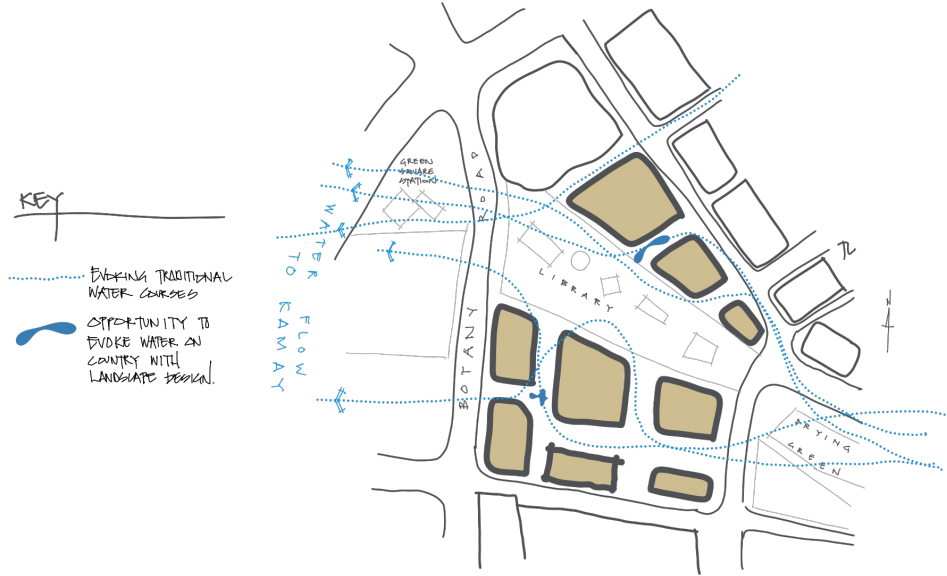 KEY
EVOKING TRADITIONAL
WATER COURSES
OPPORTUNITY TO
EVOKE WATER ON
COUNTRY WITH
LANDSCAPE DESIGN.
WATER FLOW
TO KAMAY
GREEN
SQUARE
STATION
BOTANY ROAD
LIBRARY
DRYING
GREEN